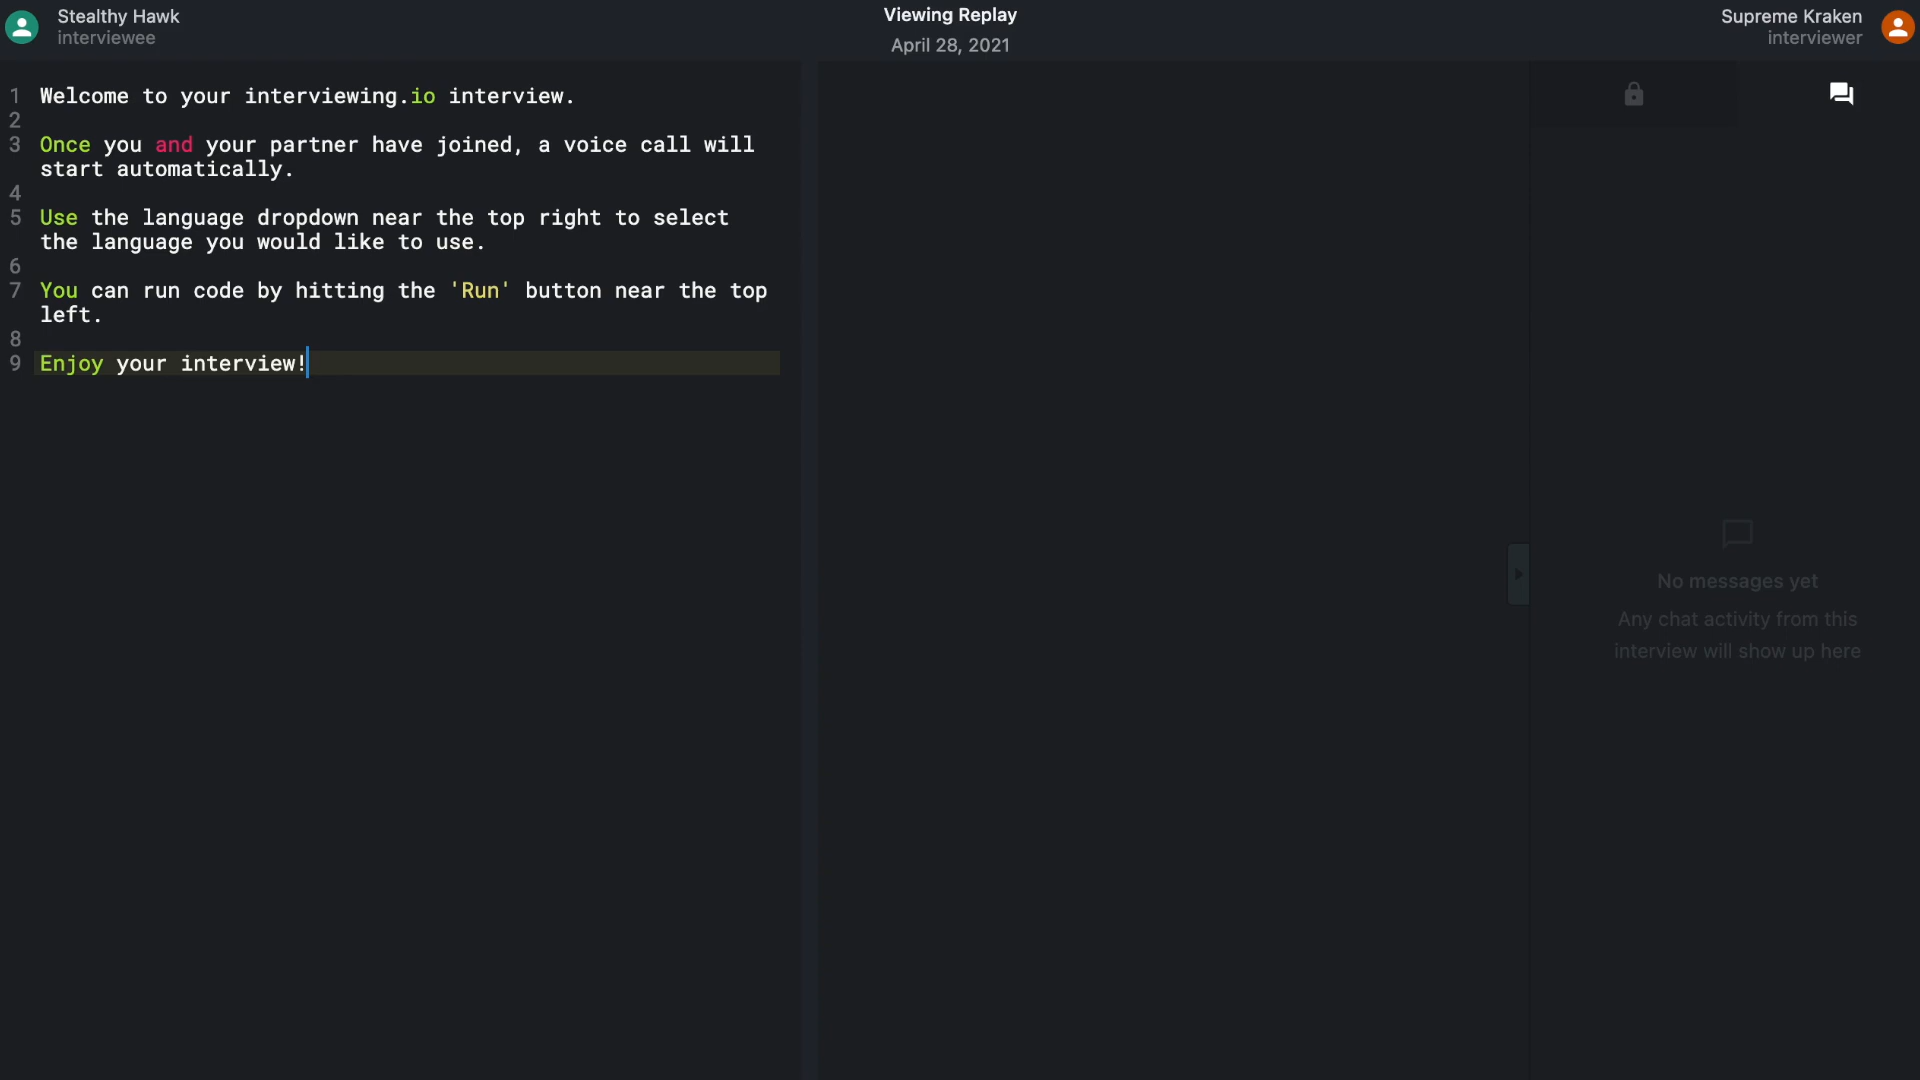 Stealthy Hawk
interviewee
Viewing Replay
April 28, 2021
Supreme Kraken
interviewer
1 Welcome to your interviewing.io interview.
2
3 Once you and your partner have joined, a voice call will
start automatically.
4
5 Use the language dropdown near the top right to select
the language you would like to use.
6
7 You can run code by hitting the 'Run' button near the top
left.
8
9 Enjoy your interview!
No messages yet
Any chat activity from this
interview will show up here